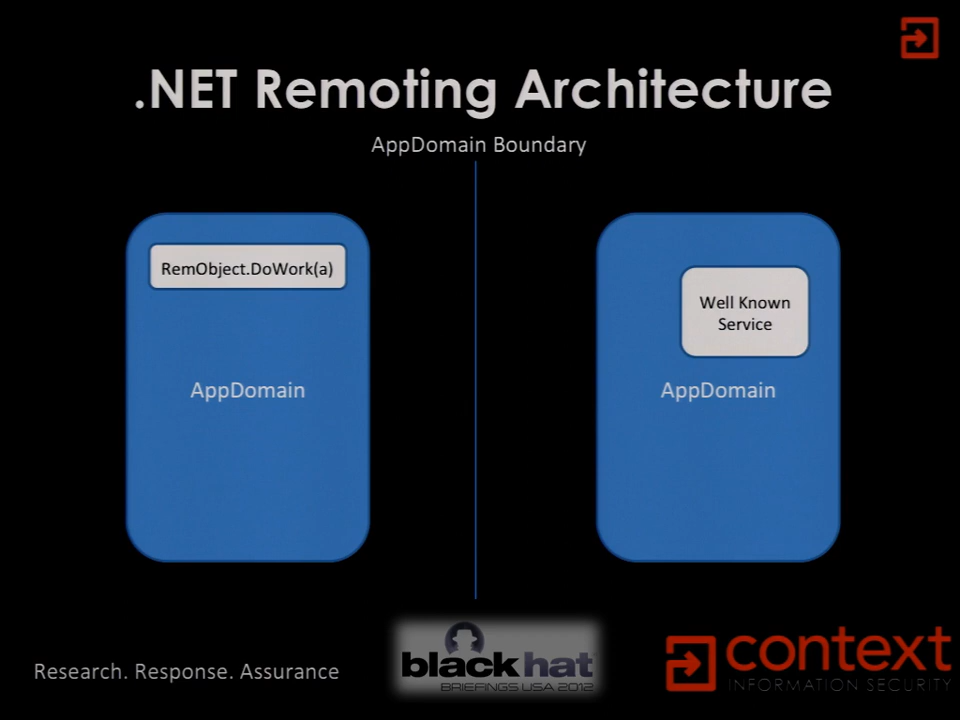 .NET Remoting Architecture
AppDomain Boundary
RemObject.DoWork(a)
Well Known
Service
AppDomain
AppDomain
Research. Response. Assurance
black hat
BRIEFINGS USA 2012
context
INFORMATION SECURITY